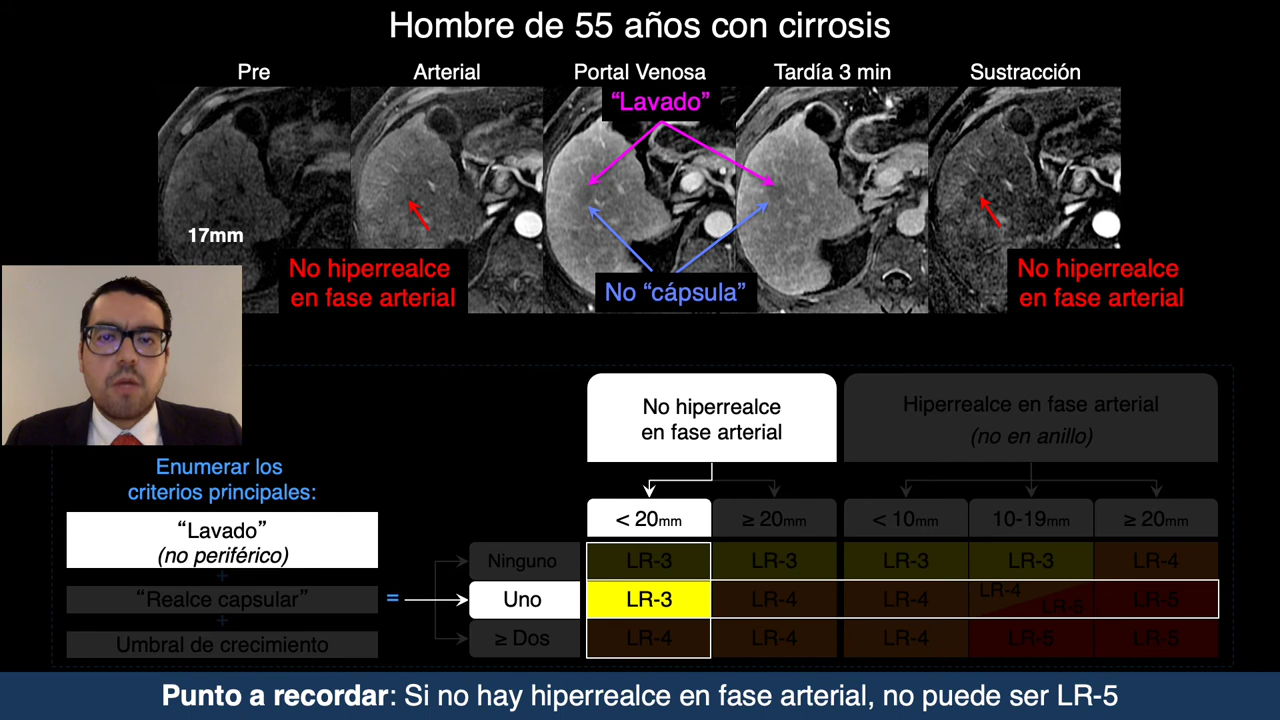 Hombre de 55 años con cirrosis
Pre
Arterial
Portal Venosa
Tardía 3 min
Sustracción
“Lavado”
17mm
No hiperrealce
en fase arterial
No “cápsula”
No hiperrealce
en fase arterial
No hiperrealce
en fase arterial
Hiperrealce en fase arterial
(no en anillo)
Enumerar los
criterios principales:
< 20mm
≥ 20mm
< 10mm
10-19mm
≥ 20mm
“Lavado”
(no periférico)
+
“Realce capsular”
+
Umbral de crecimiento
=
Ninguno
LR-3
LR-3
LR-3
LR-3
LR-4
Uno
LR-3
LR-4
LR-4
LR-4
LR-5
LR-5
≥ Dos
LR-4
LR-4
LR-4
LR-5
LR-5
Punto a recordar: Si no hay hiperrealce en fase arterial, no puede ser LR-5